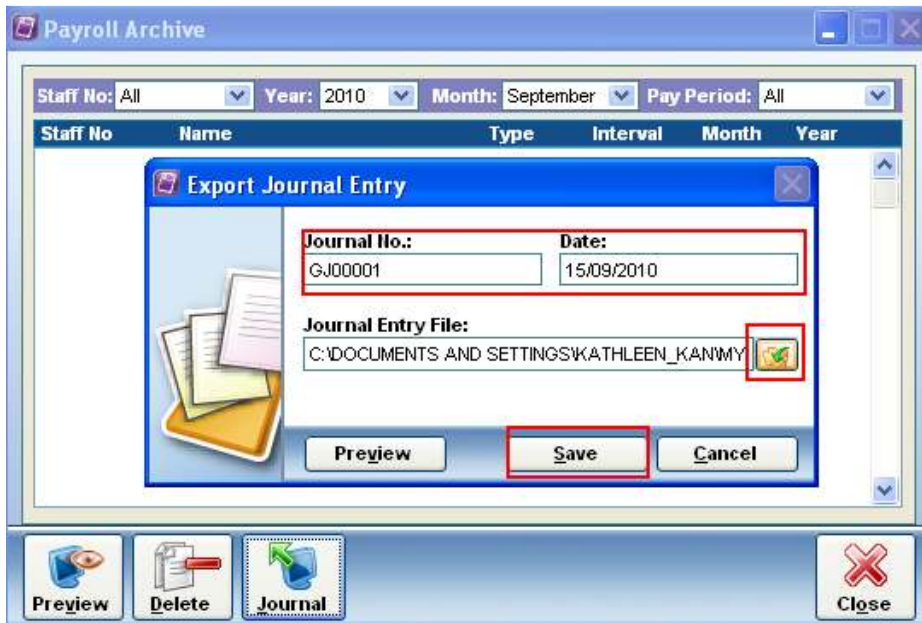 Payroll Archive
Staff No: All Year: 2010 Month: September Pay Period: All
Staff No Name Type Interval Month Year
Export Journal Entry
Journal No.: Date:
GJ00001 15/09/2010
Journal Entry File:
C:\DOCUMENTS AND SETTINGS\KATHLEEN_KAN\MY
Preview Save Cancel
Preview Delete Journal Close